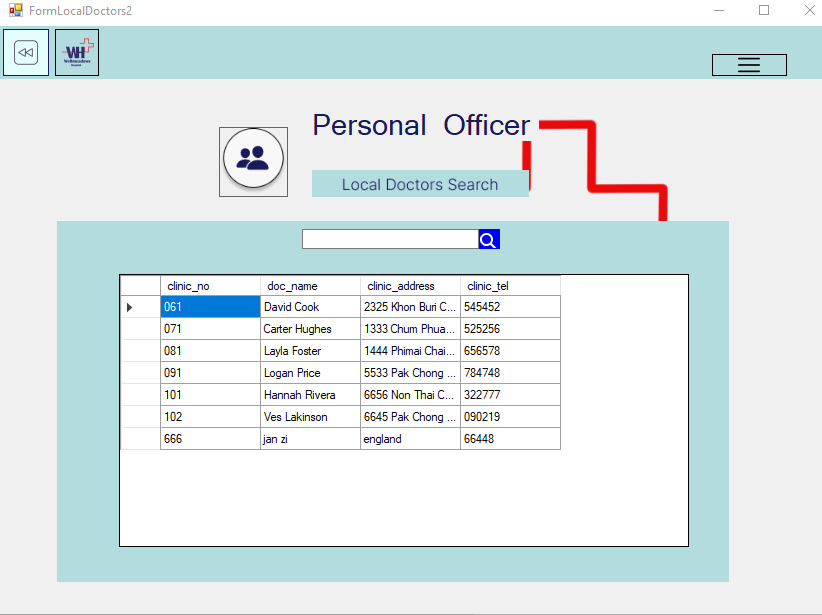 FormLocalDoctors2
WH
Wellmeadows
Hospital
Personal Officer
Local Doctors Search
clinic_no doc_name clinic_address clinic_tel
061 David Cook 2325 Khon Buri C... 545452
071 Carter Hughes 1333 Chum Phua... 525256
081 Layla Foster 1444 Phimai Chai... 656578
091 Logan Price 5533 Pak Chong ... 784748
101 Hannah Rivera 6656 Non Thai C... 322777
102 Ves Lakinson 6645 Pak Chong ... 090219
666 jan zi england 66448